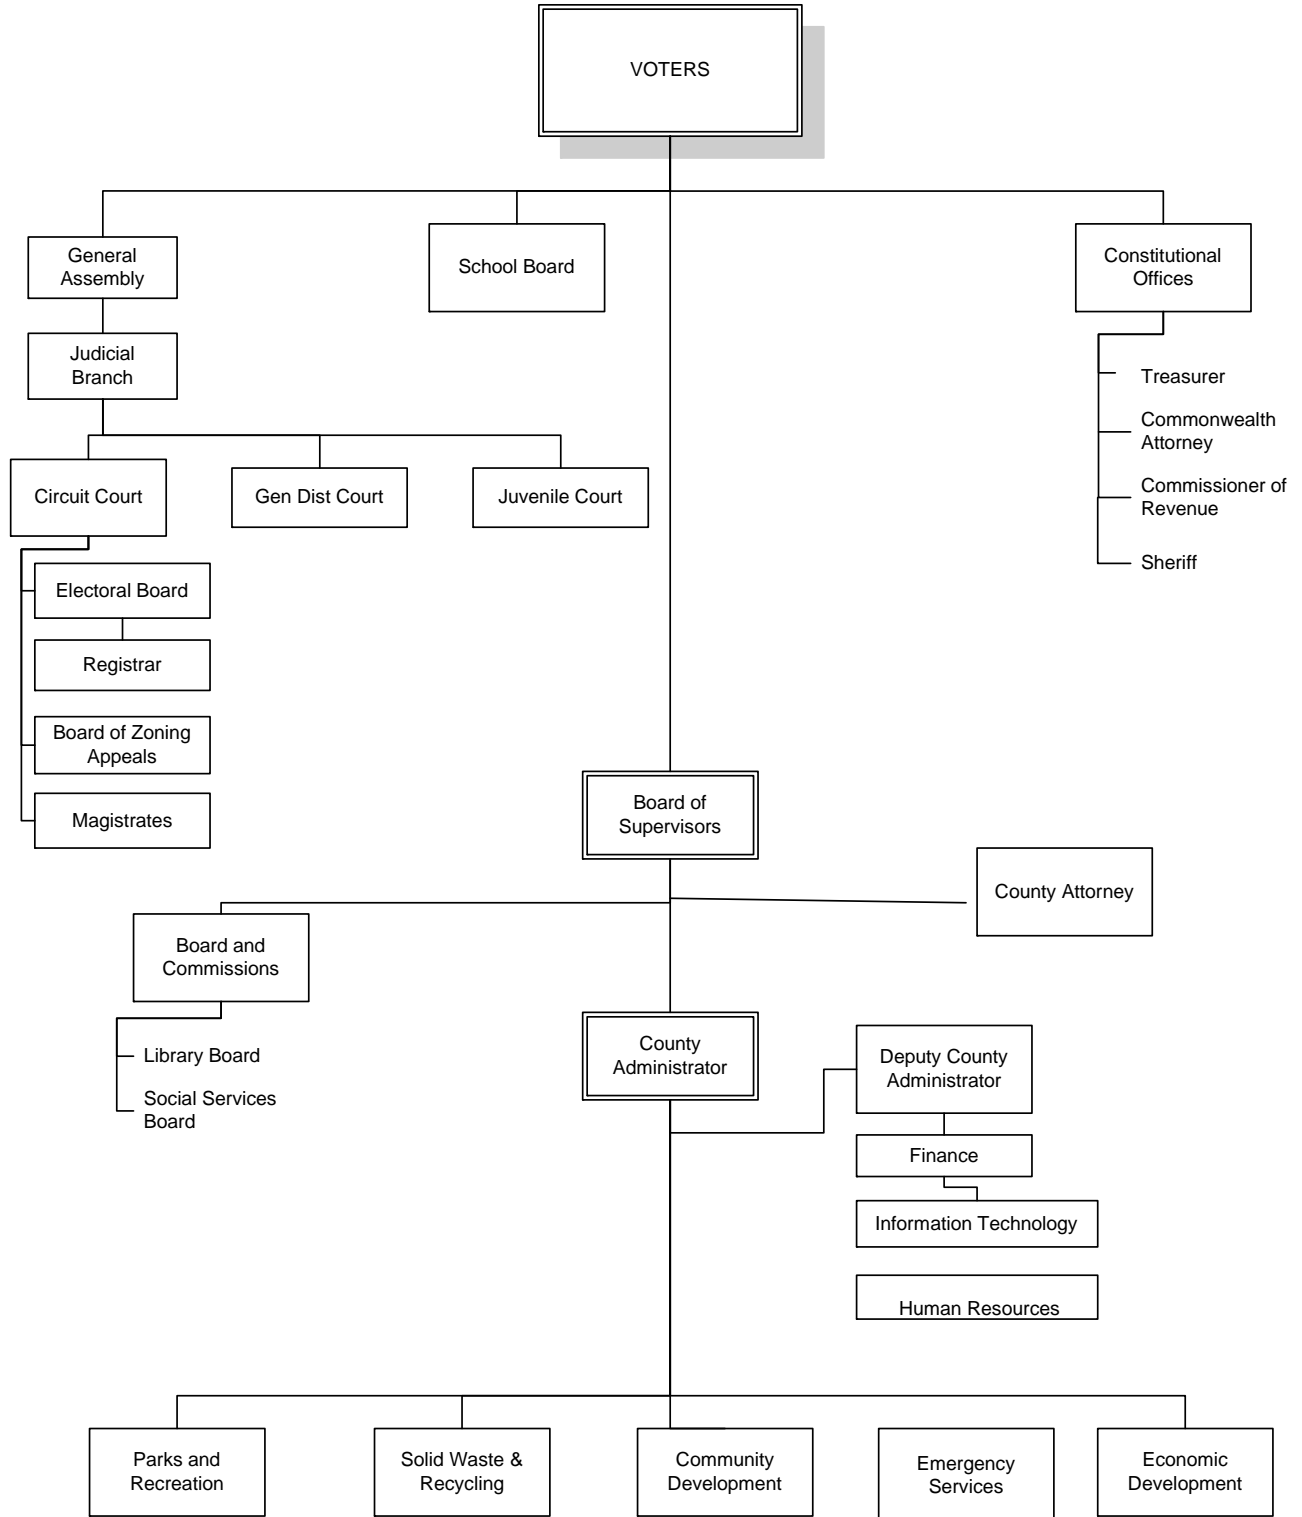 VOTERS
General
Assembly
School Board
Constitutional
Offices
Judicial
Branch
Treasurer
Commonwealth
Attorney
Commissioner of
Revenue
Sheriff
Circuit Court
Gen Dist Court
Juvenile Court
Electoral Board
Registrar
Board of Zoning
Appeals
Magistrates
Board of
Supervisors
County Attorney
Board and
Commissions
Library Board
Social Services
Board
County
Administrator
Deputy County
Administrator
Finance
Information Technology
Human Resources
Parks and
Recreation
Solid Waste &
Recycling
Community
Development
Emergency
Services
Economic
Development